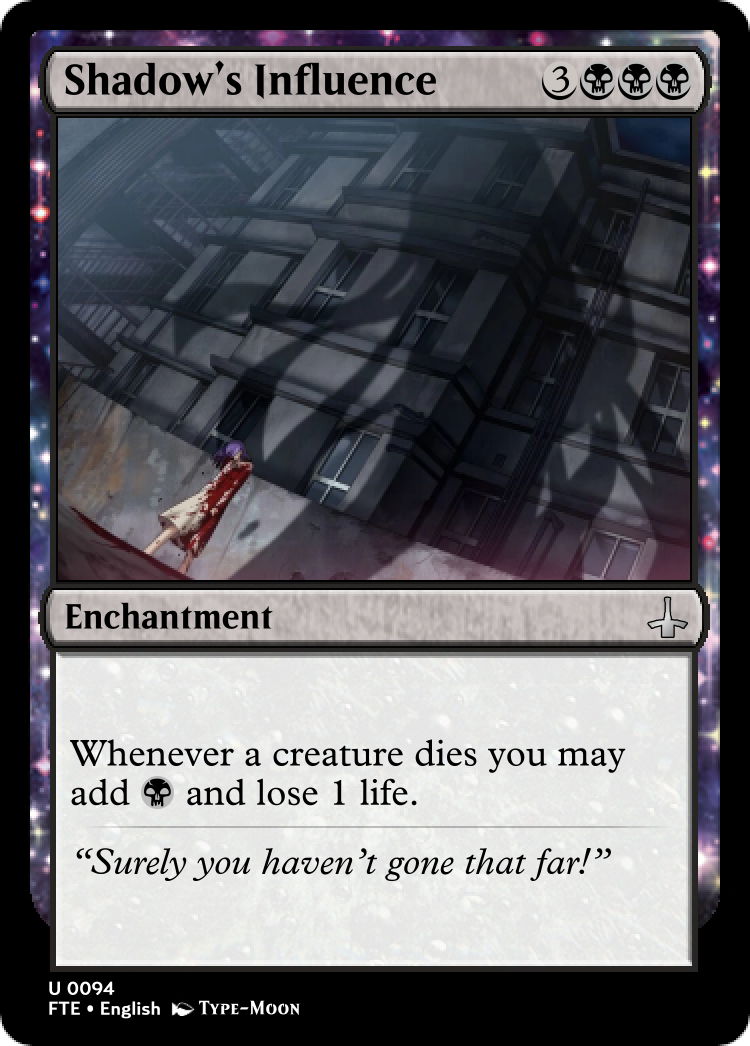 Shadow's Influence 3
Enchantment
Whenever a creature dies you may
add and lose 1 life.
“Surely you haven’t gone that far!”
U 0094
FTE • English Type-Moon